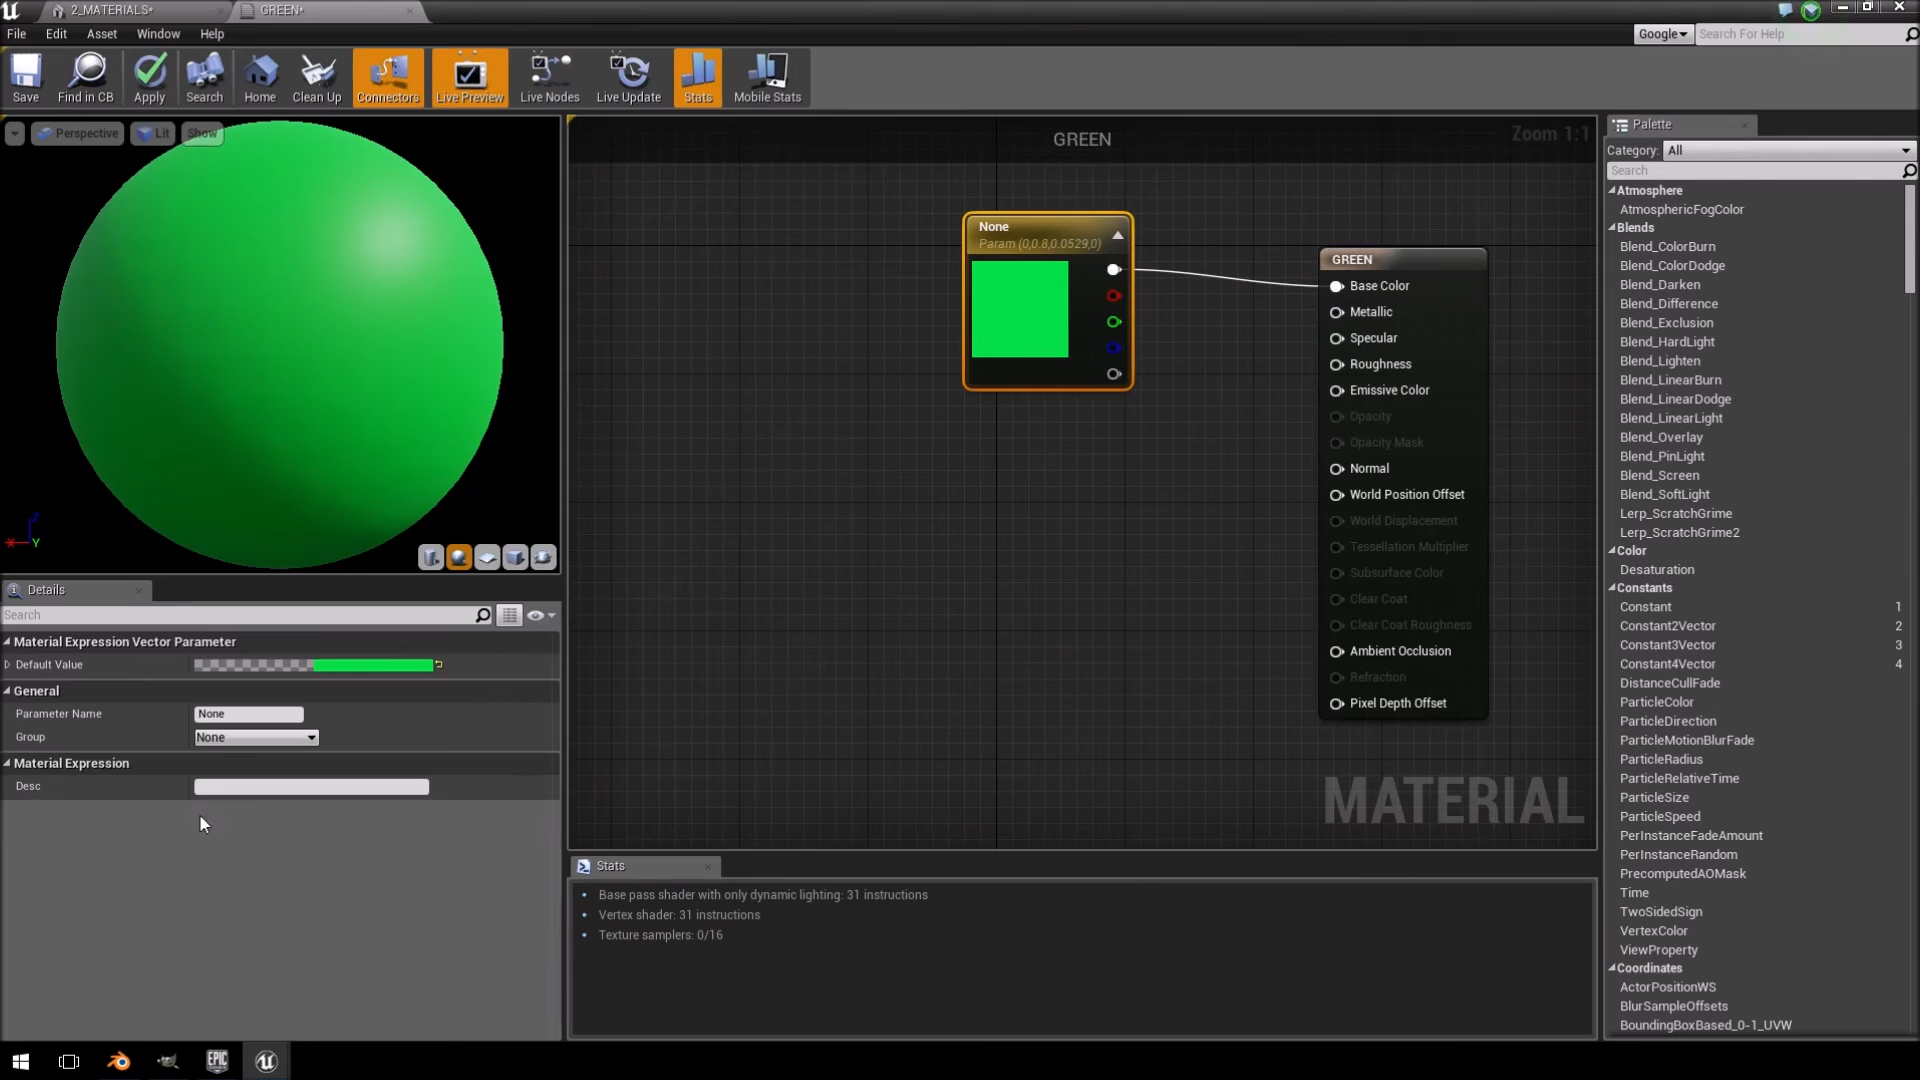 2_MATERIALS*
GREEN*
File Edit Asset Window Help
Google
Search For Help
Save
Find in CB
Apply
Search
Home
Clean Up
Connectors
Live Preview
Live Nodes
Live Update
Stats
Mobile Stats
Perspective
Lit
Show
Z
X
Y
GREEN
Zoom 1:1
None
Param (0,0.8,0.0529,0)
GREEN
Base Color
Metallic
Specular
Roughness
Emissive Color
Opacity
Opacity Mask
Normal
World Position Offset
World Displacement
Tessellation Multiplier
Subsurface Color
Clear Coat
Clear Coat Roughness
Ambient Occlusion
Refraction
Pixel Depth Offset
MATERIAL
Details
Search
Material Expression Vector Parameter
Default Value
General
Parameter Name None
Group None
Material Expression
Desc
Stats
Base pass shader with only dynamic lighting: 31 instructions
Vertex shader: 31 instructions
Texture samplers: 0/16
Palette
Category: All
Search
Atmosphere
AtmosphericFogColor
Blends
Blend_ColorBurn
Blend_ColorDodge
Blend_Darken
Blend_Difference
Blend_Exclusion
Blend_HardLight
Blend_Lighten
Blend_LinearBurn
Blend_LinearDodge
Blend_LinearLight
Blend_Overlay
Blend_PinLight
Blend_Screen
Blend_SoftLight
Lerp_ScratchGrime
Lerp_ScratchGrime2
Color
Desaturation
Constants
Constant 1
Constant2Vector 2
Constant3Vector 3
Constant4Vector 4
DistanceCullFade
ParticleColor
ParticleDirection
ParticleMotionBlurFade
ParticleRadius
ParticleRelativeTime
ParticleSize
ParticleSpeed
PerInstanceFadeAmount
PerInstanceRandom
PrecomputedAOMask
Time
TwoSidedSign
VertexColor
ViewProperty
Coordinates
ActorPositionWS
BlurSampleOffsets
BoundingBoxBased_0-1_UVW
EPIC
GAMES